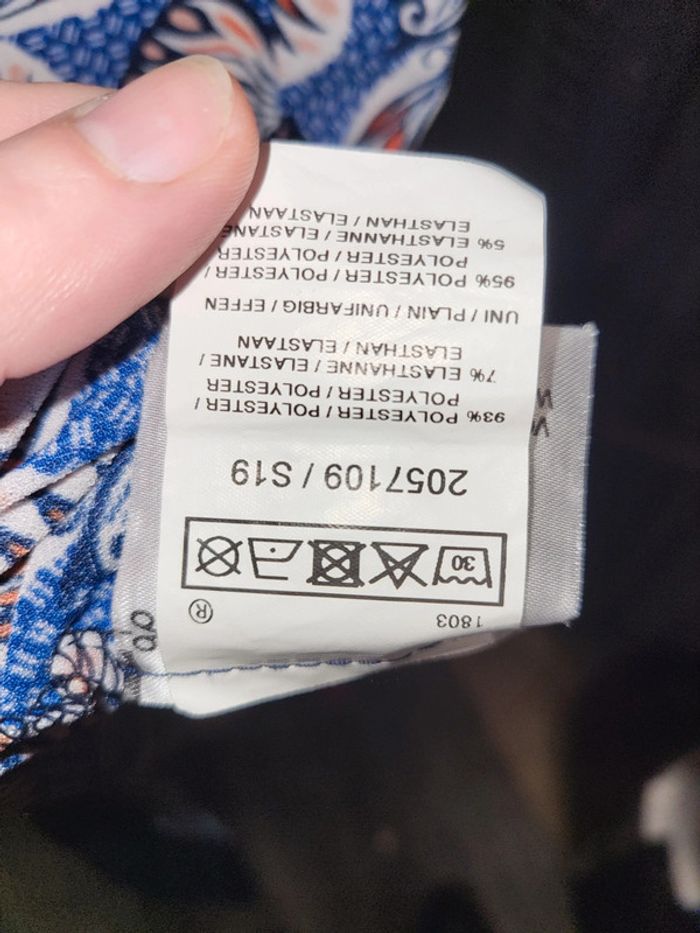 1803 ®
30
2057109 / S19
93% POLYESTER / POLYESTER /
POLYESTER / POLYESTER
7% ELASTHANNE / ELASTANE /
ELASTHAN / ELASTAAN
UNI / PLAIN / UNIFARBIG / EFFEN
95% POLYESTER / POLYESTER /
POLYESTER / POLYESTER
5% ELASTHANNE / ELASTANE
ELASTHAN / ELASTAAN